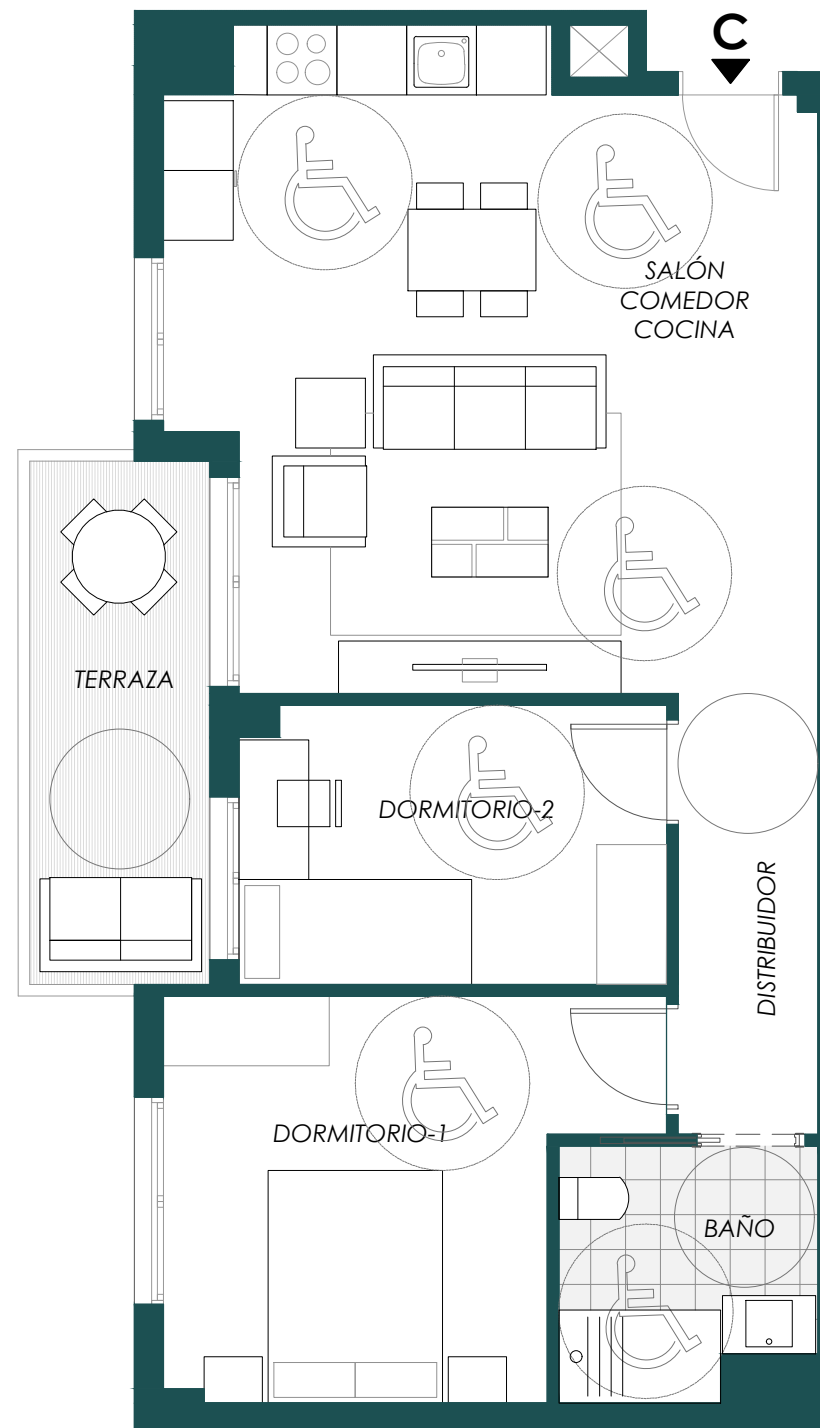 C
SALÓN
COMEDOR
COCINA
TERRAZA
DORMITORIO-2
DISTRIBUIDOR
DORMITORIO-1
BAÑO